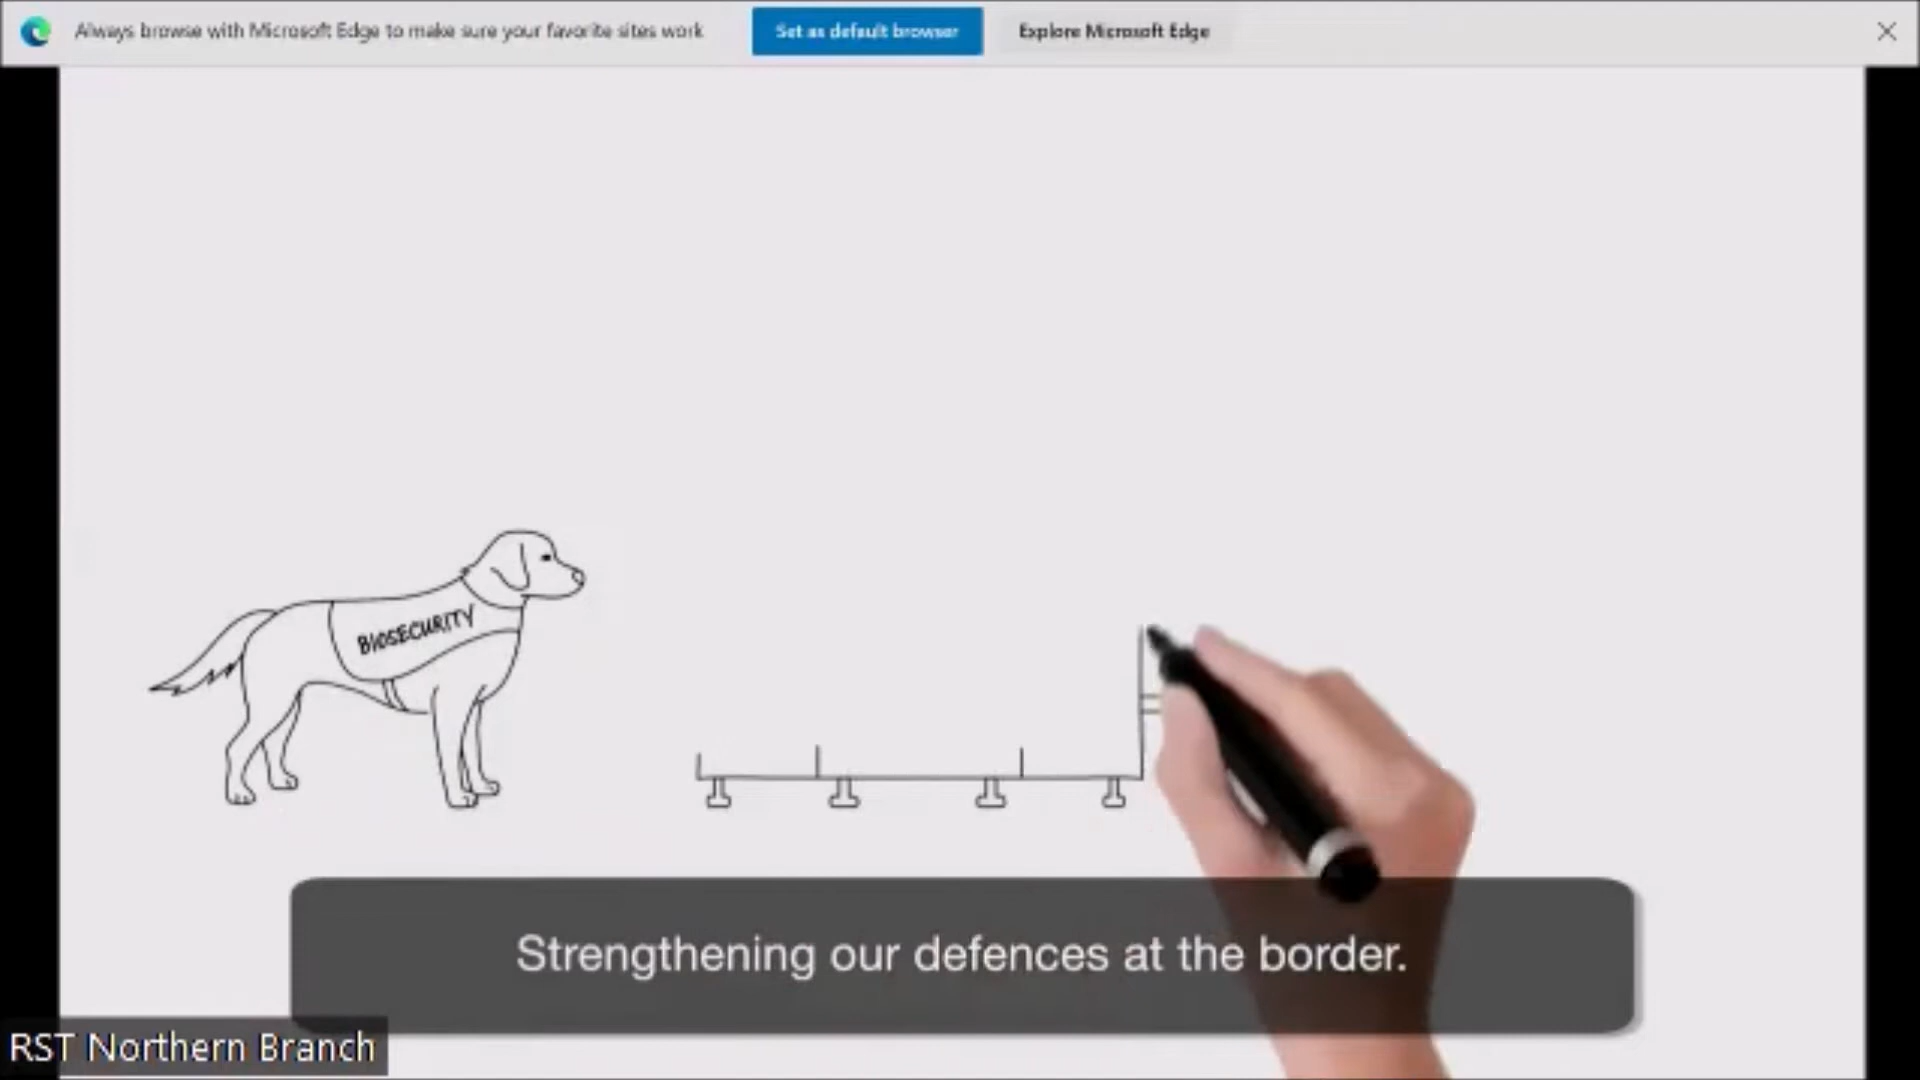 Always browse with Microsoft Edge to make sure your favorite sites work
Set as default browser
Explore Microsoft Edge
BIOSECURITY
Strengthening our defences at the border.
RST Northern Branch